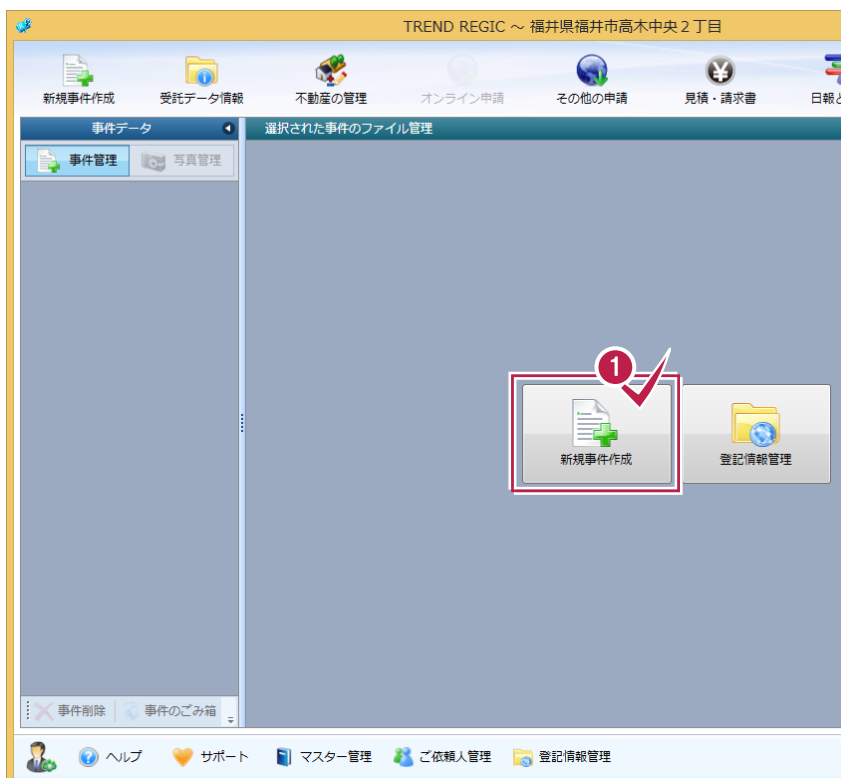 TREND REGIC ～ 福井県福井市高木中央２丁目
新規事件作成 受託データ情報 不動産の管理 オンライン申請 その他の申請 見積・請求書 日報と
事件データ 選択された事件のファイル管理
事件管理 写真管理
1
新規事件作成 登記情報管理
事件削除 事件のごみ箱
ヘルプ サポート マスター管理 ご依頼人管理 登記情報管理